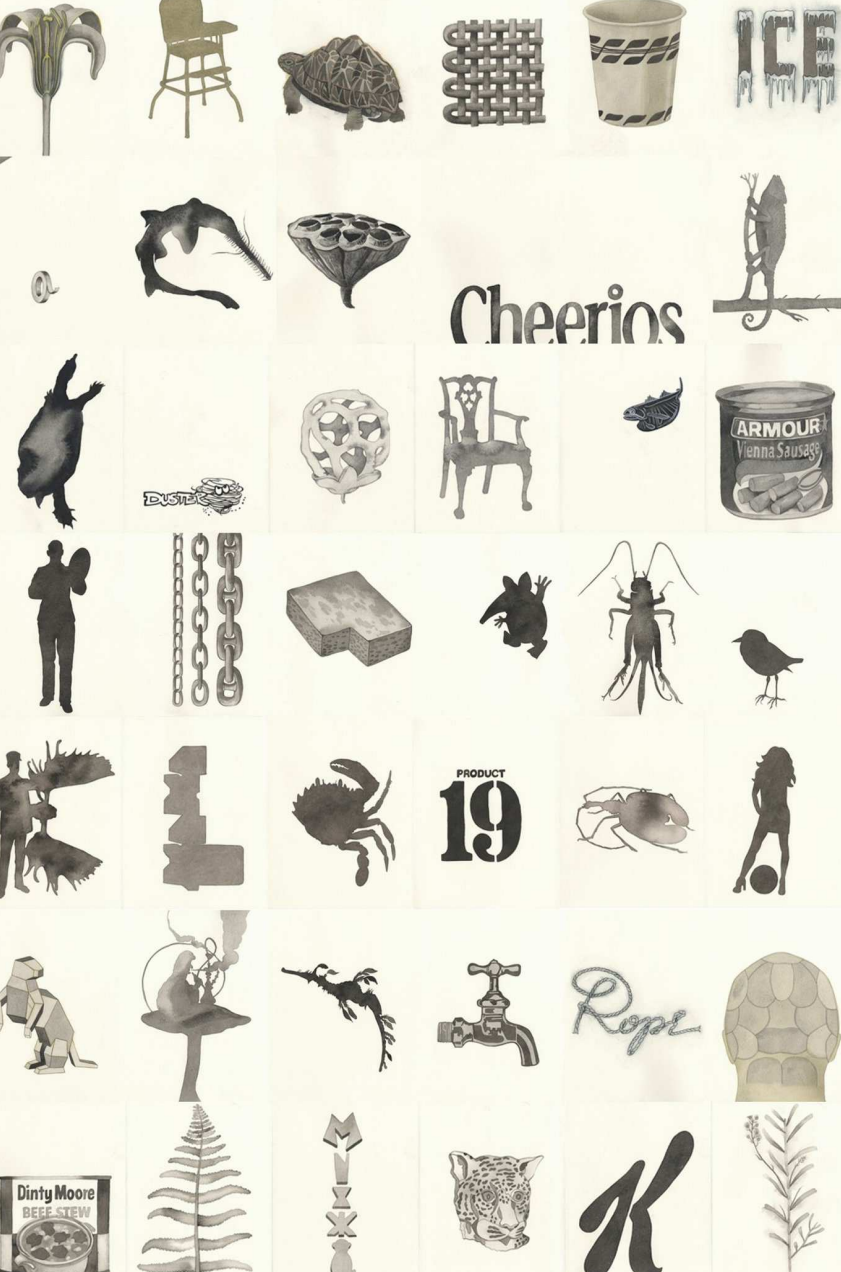 ICE
Cheerios
DUSTER
ARMOUR
Vienna Sausage
PRODUCT
19
Rope
Dinty Moore
BEEF STEW
K